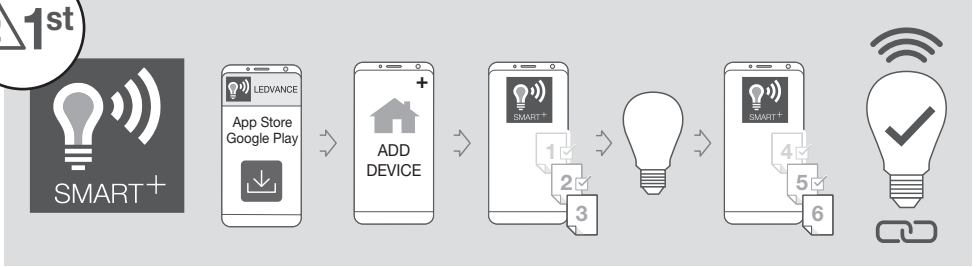 1st
SMART+
LEDVANCE
App Store
Google Play
+
ADD
DEVICE
SMART+
1
2
3
SMART+
4
5
6